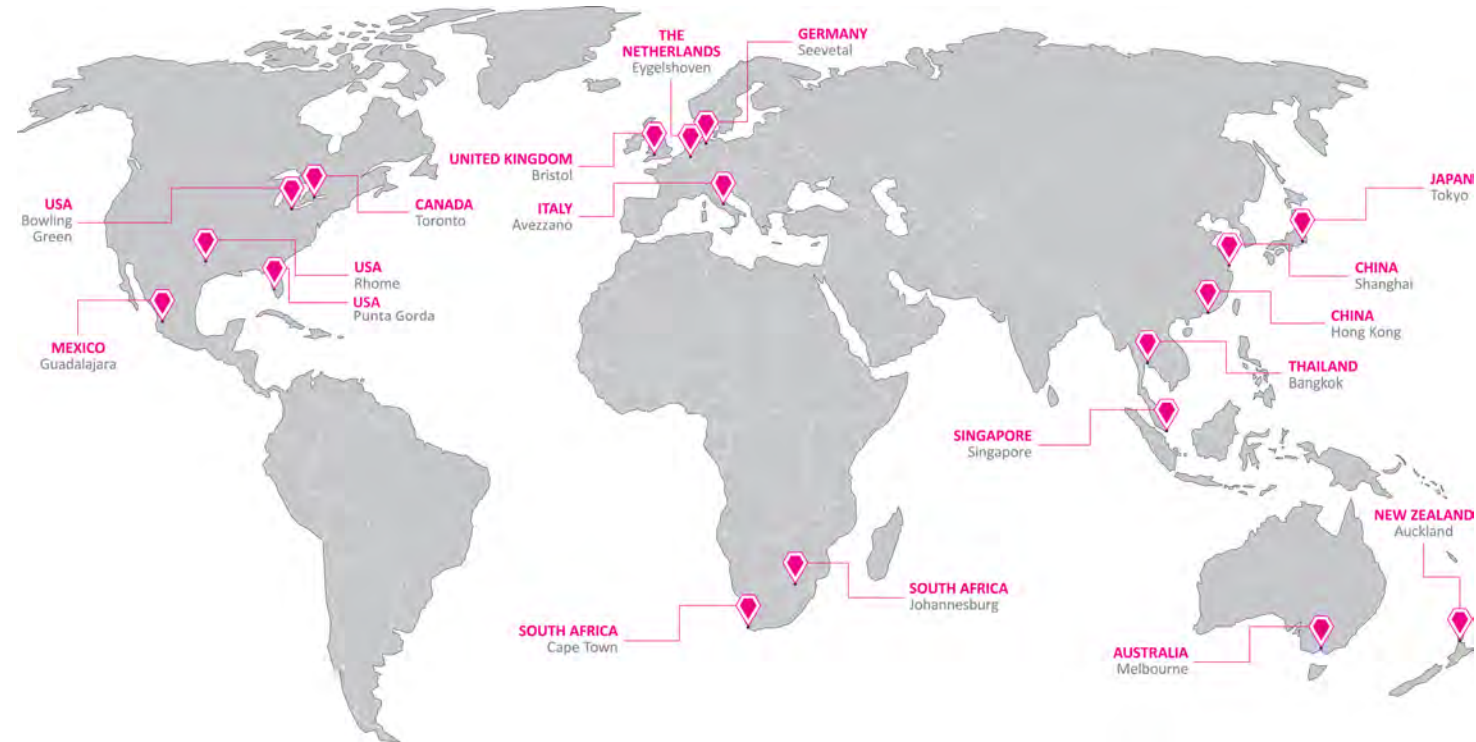 THE
NETHERLANDS
Eygelshoven
GERMANY
Seevetal
UNITED KINGDOM
Bristol
ITALY
Avezzano
USA
Bowling
Green
CANADA
Toronto
USA
Rhome
USA
Punta Gorda
MEXICO
Guadalajara
JAPAN
Tokyo
CHINA
Shanghai
CHINA
Hong Kong
THAILAND
Bangkok
SINGAPORE
Singapore
NEW ZEALAND
Auckland
SOUTH AFRICA
Johannesburg
SOUTH AFRICA
Cape Town
AUSTRALIA
Melbourne